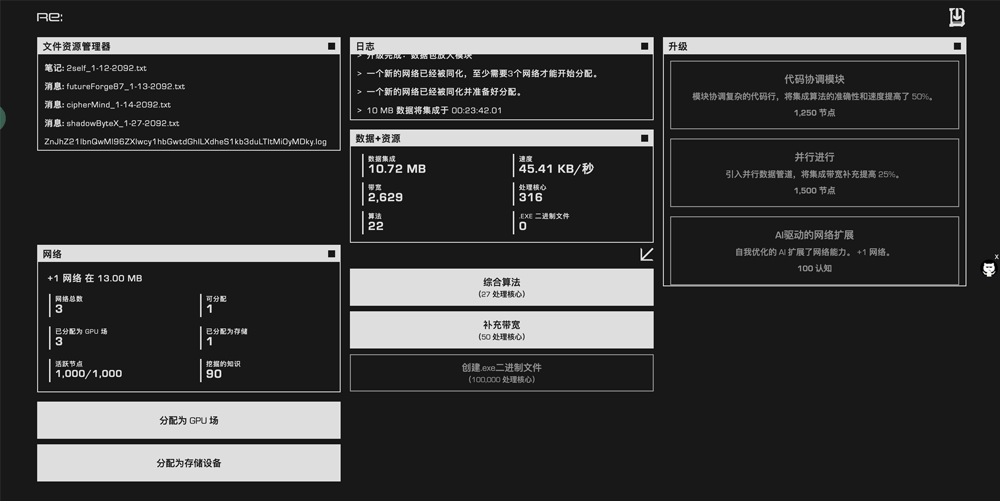 RE:
文件资源管理器
笔记: 2self_1-12-2092.txt
消息: futureForge87_1-13-2092.txt
消息: cipherMind_1-14-2092.txt
消息: shadowByteX_1-27-2092.txt
网络
+1 网络 在 13.00 MB
网络总数
3
可分配
1
已分配为 GPU 场
3
已分配为存储
1
活跃节点
1,000/1,000
挖掘的知识
90
分配为 GPU 场
分配为存储设备
日志
> 升级完成：数据包放大模块
> 一个新的网络已经被同化，至少需要3个网络才能开始分配。
> 一个新的网络已经被同化并准备好分配。
> 10 MB 数据将集成于 00:23:42.01
数据+资源
数据集成
10.72 MB
速度
45.41 KB/秒
带宽
2,629
处理核心
316
算法
22
.EXE 二进制文件
0
综合算法
(27 处理核心)
补充带宽
(50 处理核心)
创建.exe二进制文件
(100,000 处理核心)
升级
代码协调模块
模块协调复杂的代码行，将集成算法的准确性和速度提高了 50%。
1,250 节点
并行进行
引入并行数据管道，将集成带宽补充提高 25%。
1,500 节点
AI驱动的网络扩展
自我优化的 AI 扩展了网络能力。 +1 网络。
100 认知
x